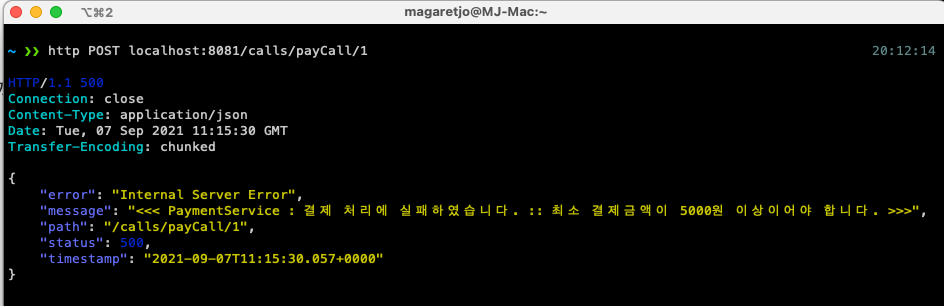 ⌥⌘2 magaretjo@MJ-Mac:~
~ ❯❯ http POST localhost:8081/calls/payCall/1 20:12:14
HTTP/1.1 500
Connection: close
Content-Type: application/json
Date: Tue, 07 Sep 2021 11:15:30 GMT
Transfer-Encoding: chunked
{
"error": "Internal Server Error",
"message": "<<< PaymentService : 결제 처리에 실패하였습니다. :: 최소 결제금액이 5000원 이상이어야 합니다. >>>",
"path": "/calls/payCall/1",
"status": 500,
"timestamp": "2021-09-07T11:15:30.057+0000"
}